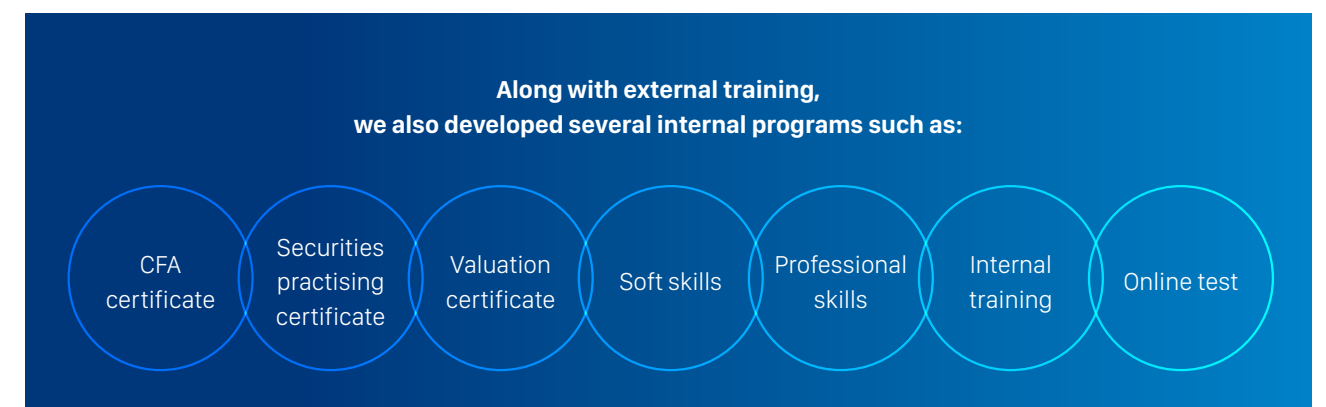 Along with external training,
we also developed several internal programs such as:
CFA
certificate
Securities
practising
certificate
Valuation
certificate
Soft skills
Professional
skills
Internal
training
Online test